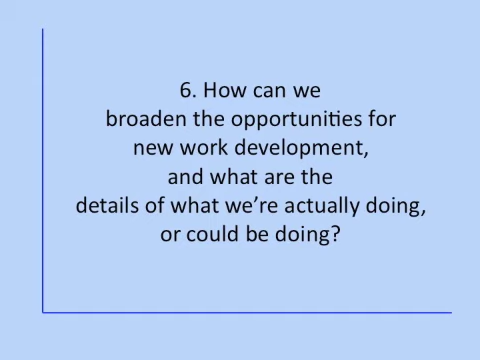 6. How can we
broaden the opportunities for
new work development,
and what are the
details of what we’re actually doing,
or could be doing?